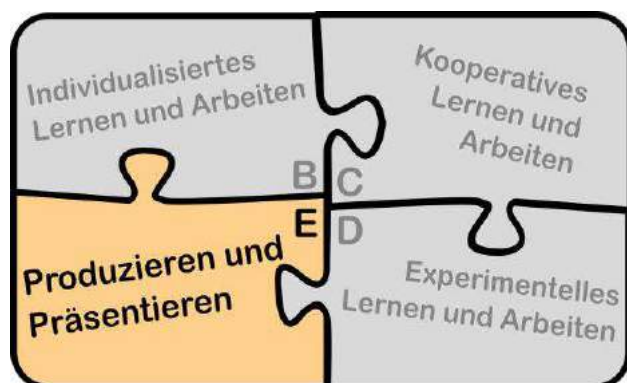 Individualisiertes
Lernen und Arbeiten
B
Kooperatives
Lernen und
Arbeiten
C
E
Produzieren und
Präsentieren
D
Experimentelles
Lernen und Arbeiten